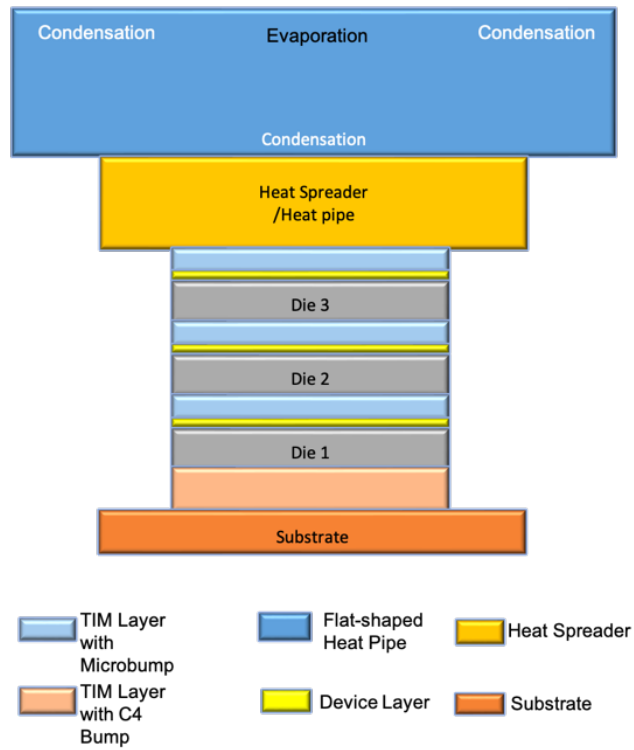 Condensation
Evaporation
Condensation
Condensation
Heat Spreader
/Heat pipe
Die 3
Die 2
Die 1
Substrate
TIM Layer
with
Microbump
Flat-shaped
Heat Pipe
Heat Spreader
TIM Layer
with C4
Bump
Device Layer
Substrate